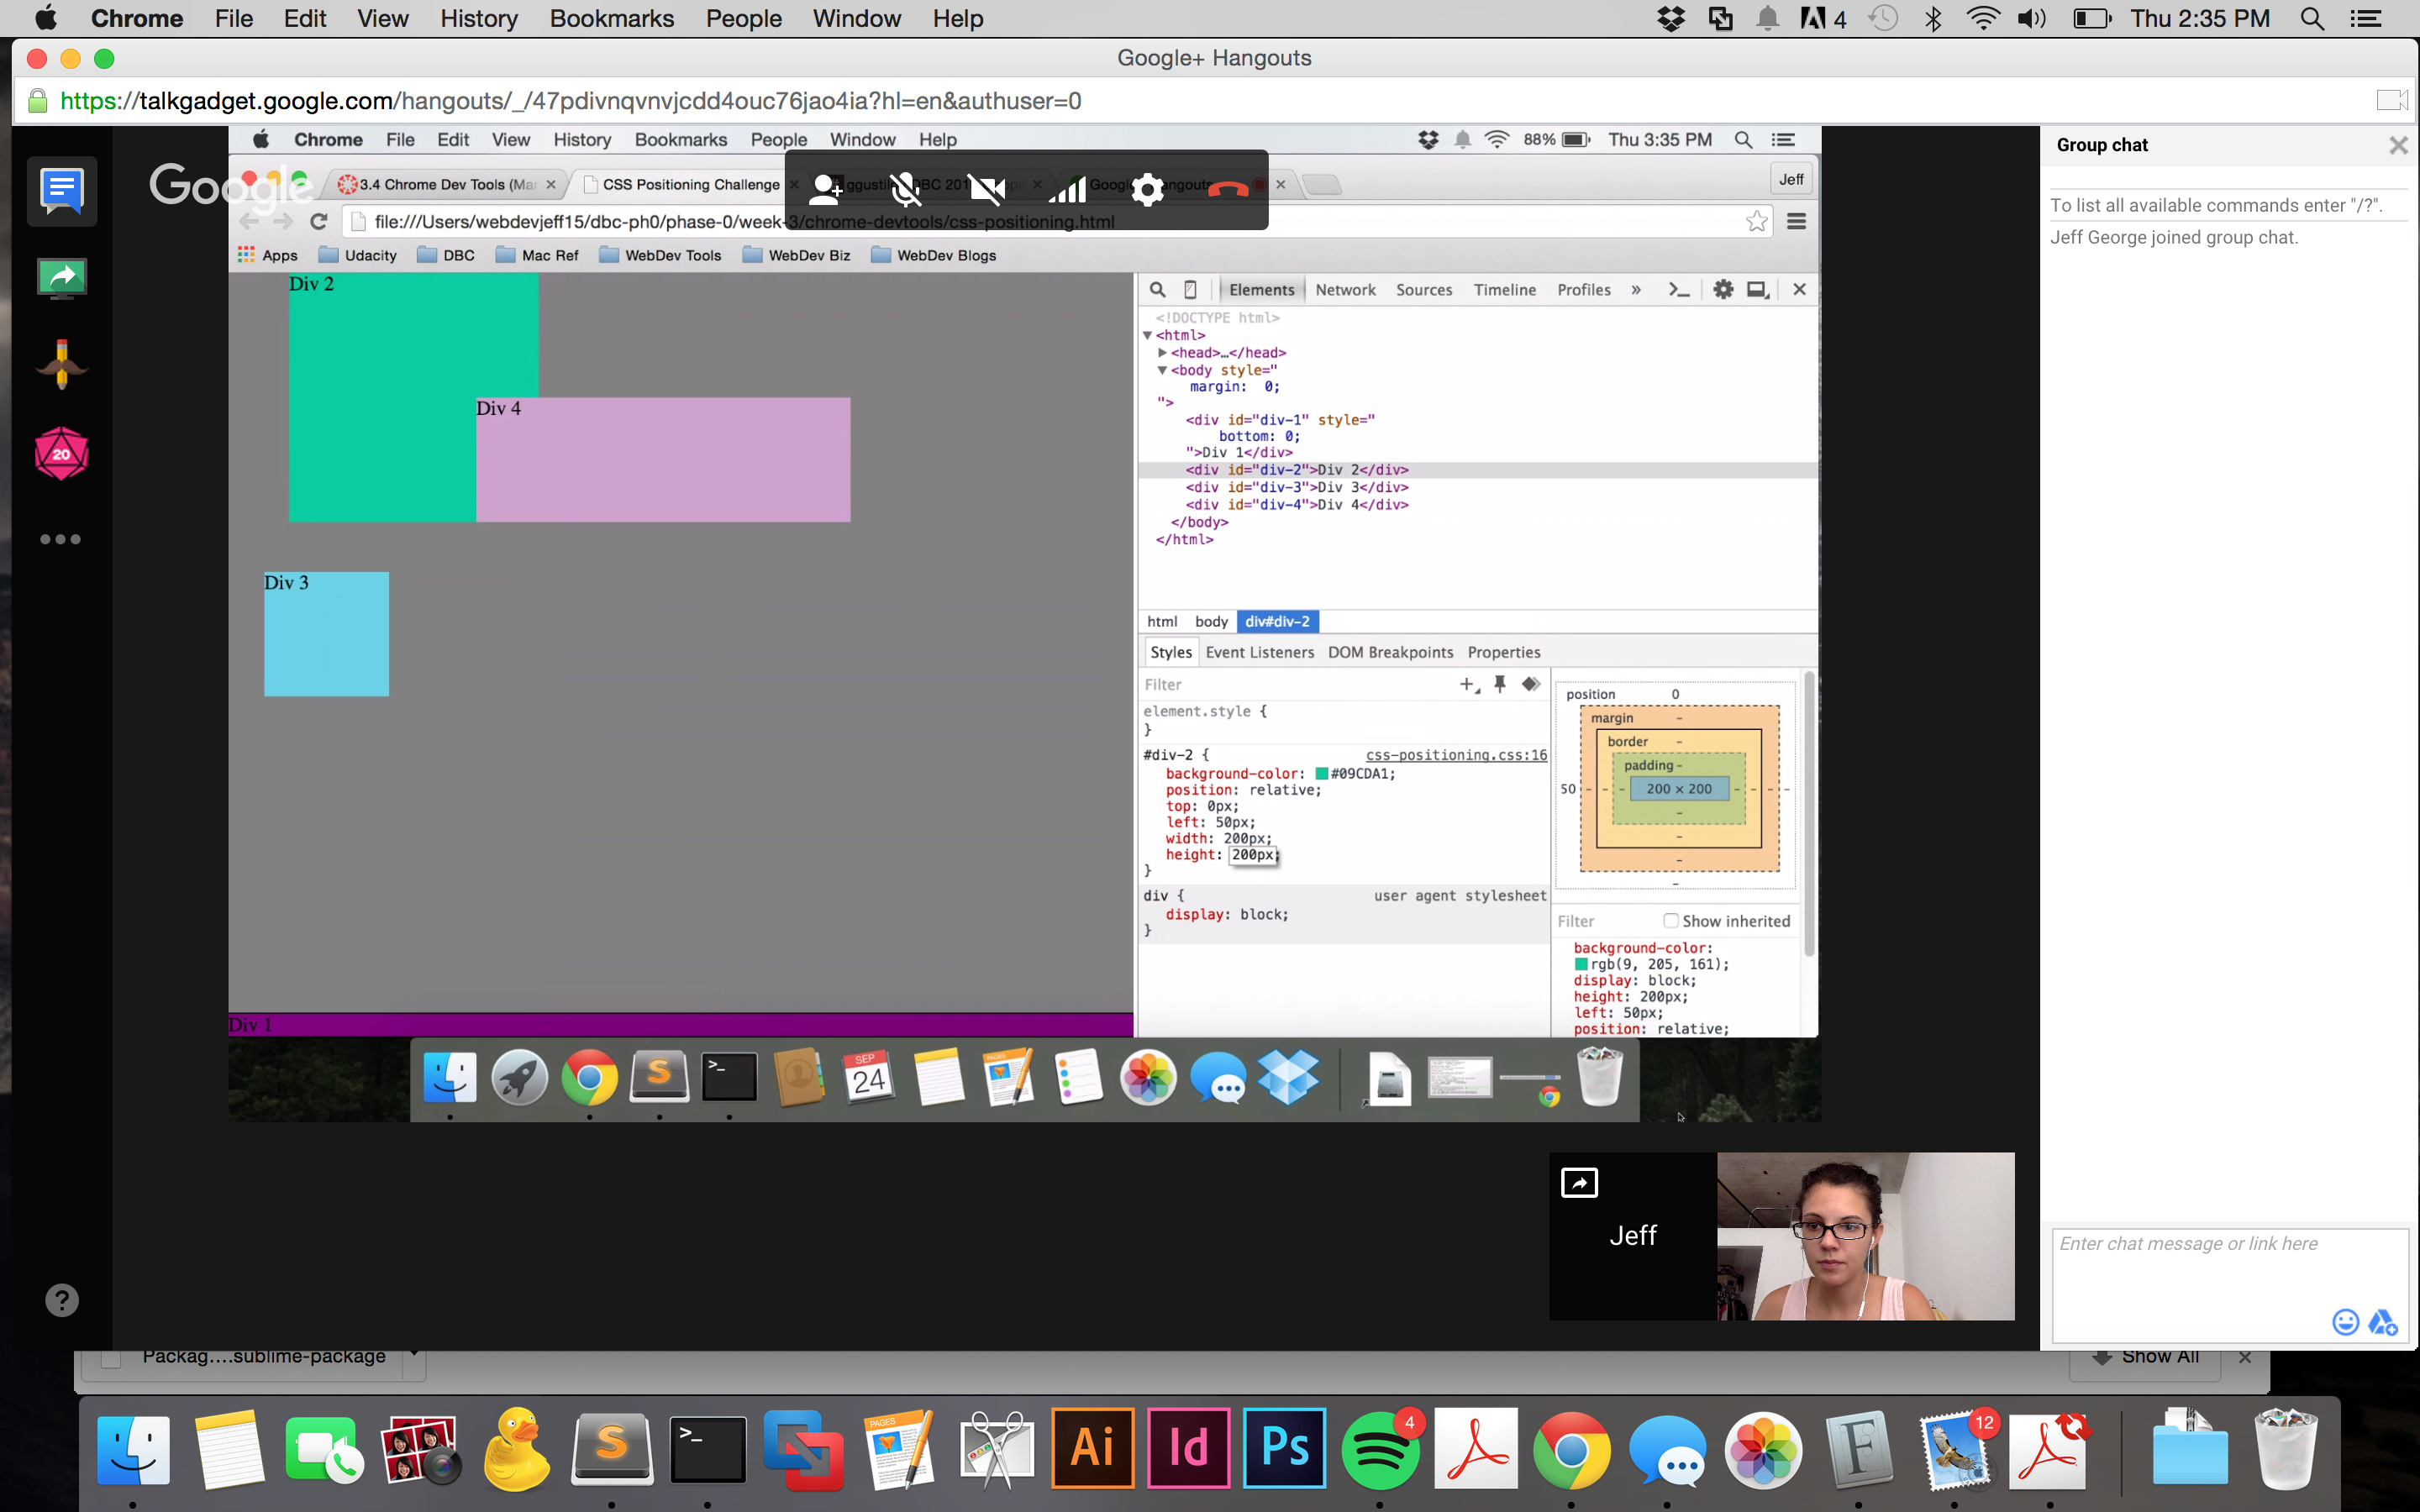 Chrome File Edit View History Bookmarks People Window Help
4 Thu 2:35 PM
Google+ Hangouts
https://talkgadget.google.com/hangouts/_/47pdivnqvnvjcdd4ouc76jao4ia?hl=en&authuser=0
Chrome File Edit View History Bookmarks People Window Help
88% Thu 3:35 PM
Google
3.4 Chrome Dev Tools (Mar
CSS Positioning Challenge
Jeff
file:///Users/webdevjeff15/dbc-ph0/phase-0/week-3/chrome-devtools/css-positioning.html
Apps Udacity DBC Mac Ref WebDev Tools WebDev Biz WebDev Blogs
Div 2
Div 4
Div 3
Div 1
Elements Network Sources Timeline Profiles »
<!DOCTYPE html>
<html>
<head>…</head>
<body style="
margin: 0;
">
<div id="div-1" style="
bottom: 0;
">Div 1</div>
<div id="div-2">Div 2</div>
<div id="div-3">Div 3</div>
<div id="div-4">Div 4</div>
</body>
</html>
html body div#div-2
Styles Event Listeners DOM Breakpoints Properties
Filter
element.style {
}
#div-2 { css-positioning.css:16
background-color: #09CDA1;
position: relative;
top: 0px;
left: 50px;
width: 200px;
height: 200px;
}
div { user agent stylesheet
display: block;
}
position 0
margin -
border -
padding -
50 - - - 200 × 200 - - -
-
-
-
-
Filter Show inherited
background-color:
rgb(9, 205, 161);
display: block;
height: 200px;
left: 50px;
position: relative;
SEP
24
PAGES
Jeff
Group chat
To list all available commands enter "/?".
Jeff George joined group chat.
Enter chat message or link here
20
?
Packag....sublime-package
Show All
S
>_
PAGES
Ai
Id
Ps
4
F
12